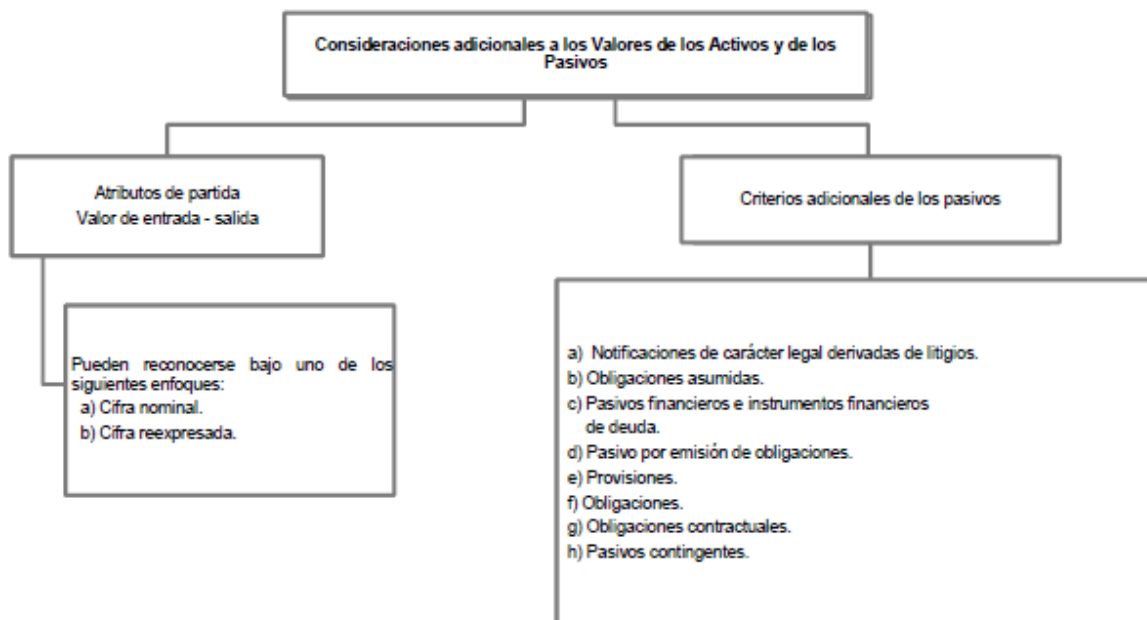 Consideraciones adicionales a los Valores de los Activos y de los
Pasivos
Atributos de partida
Valor de entrada - salida
Criterios adicionales de los pasivos
Pueden reconocerse bajo uno de los
siguientes enfoques:
a) Cifra nominal.
b) Cifra reexpresada.
a) Notificaciones de carácter legal derivadas de litigios.
b) Obligaciones asumidas.
c) Pasivos financieros e instrumentos financieros
de deuda.
d) Pasivo por emisión de obligaciones.
e) Provisiones.
f) Obligaciones.
g) Obligaciones contractuales.
h) Pasivos contingentes.